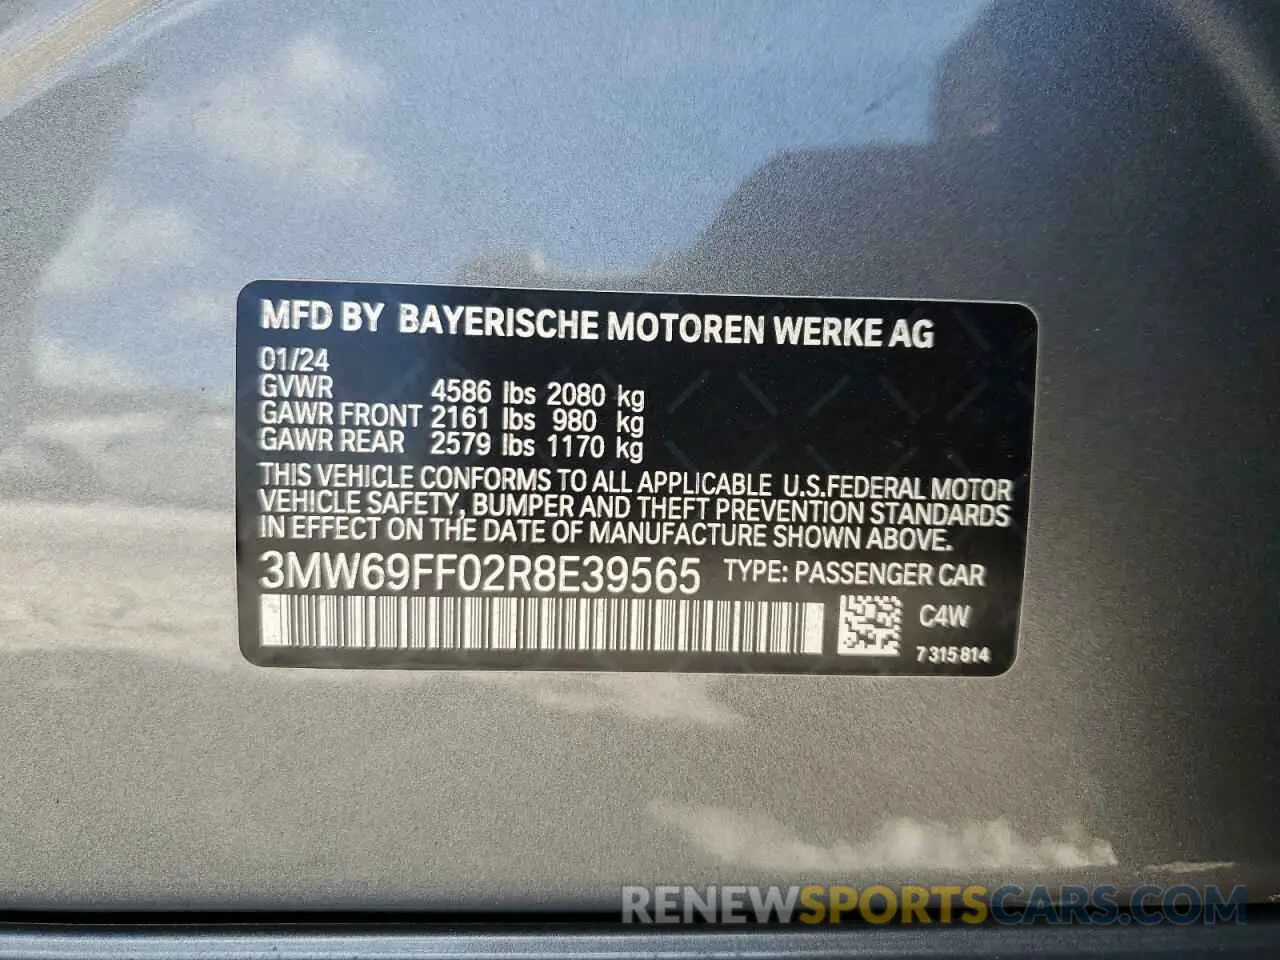 MFD BY BAYERISCHE MOTOREN WERKE AG
01/24
GVWR 4586 lbs 2080 kg
GAWR FRONT 2161 lbs 980 kg
GAWR REAR 2579 lbs 1170 kg
THIS VEHICLE CONFORMS TO ALL APPLICABLE U.S.FEDERAL MOTOR
VEHICLE SAFETY, BUMPER AND THEFT PREVENTION STANDARDS
IN EFFECT ON THE DATE OF MANUFACTURE SHOWN ABOVE.
3MW69FF02R8E39565 TYPE: PASSENGER CAR
C4W
7 315 814
RENEWSPORTSCARS.COM